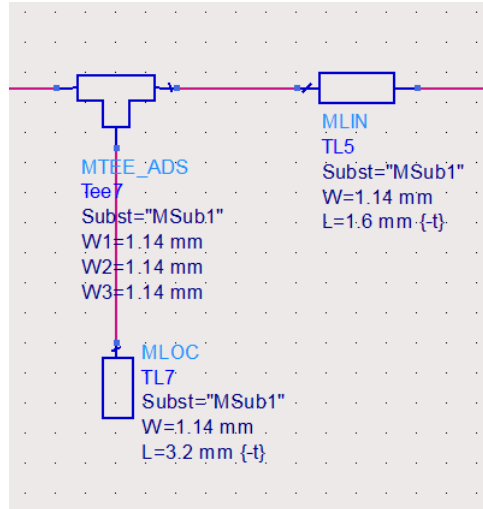 MLIN
TL5
Subst="MSub1"
W=1.14 mm
L=1.6 mm {-t}
MTEE_ADS
Tee7
Subst="MSub1"
W1=1.14 mm
W2=1.14 mm
W3=1.14 mm
MLOC
TL7
Subst="MSub1"
W=1.14 mm
L=3.2 mm {-t}